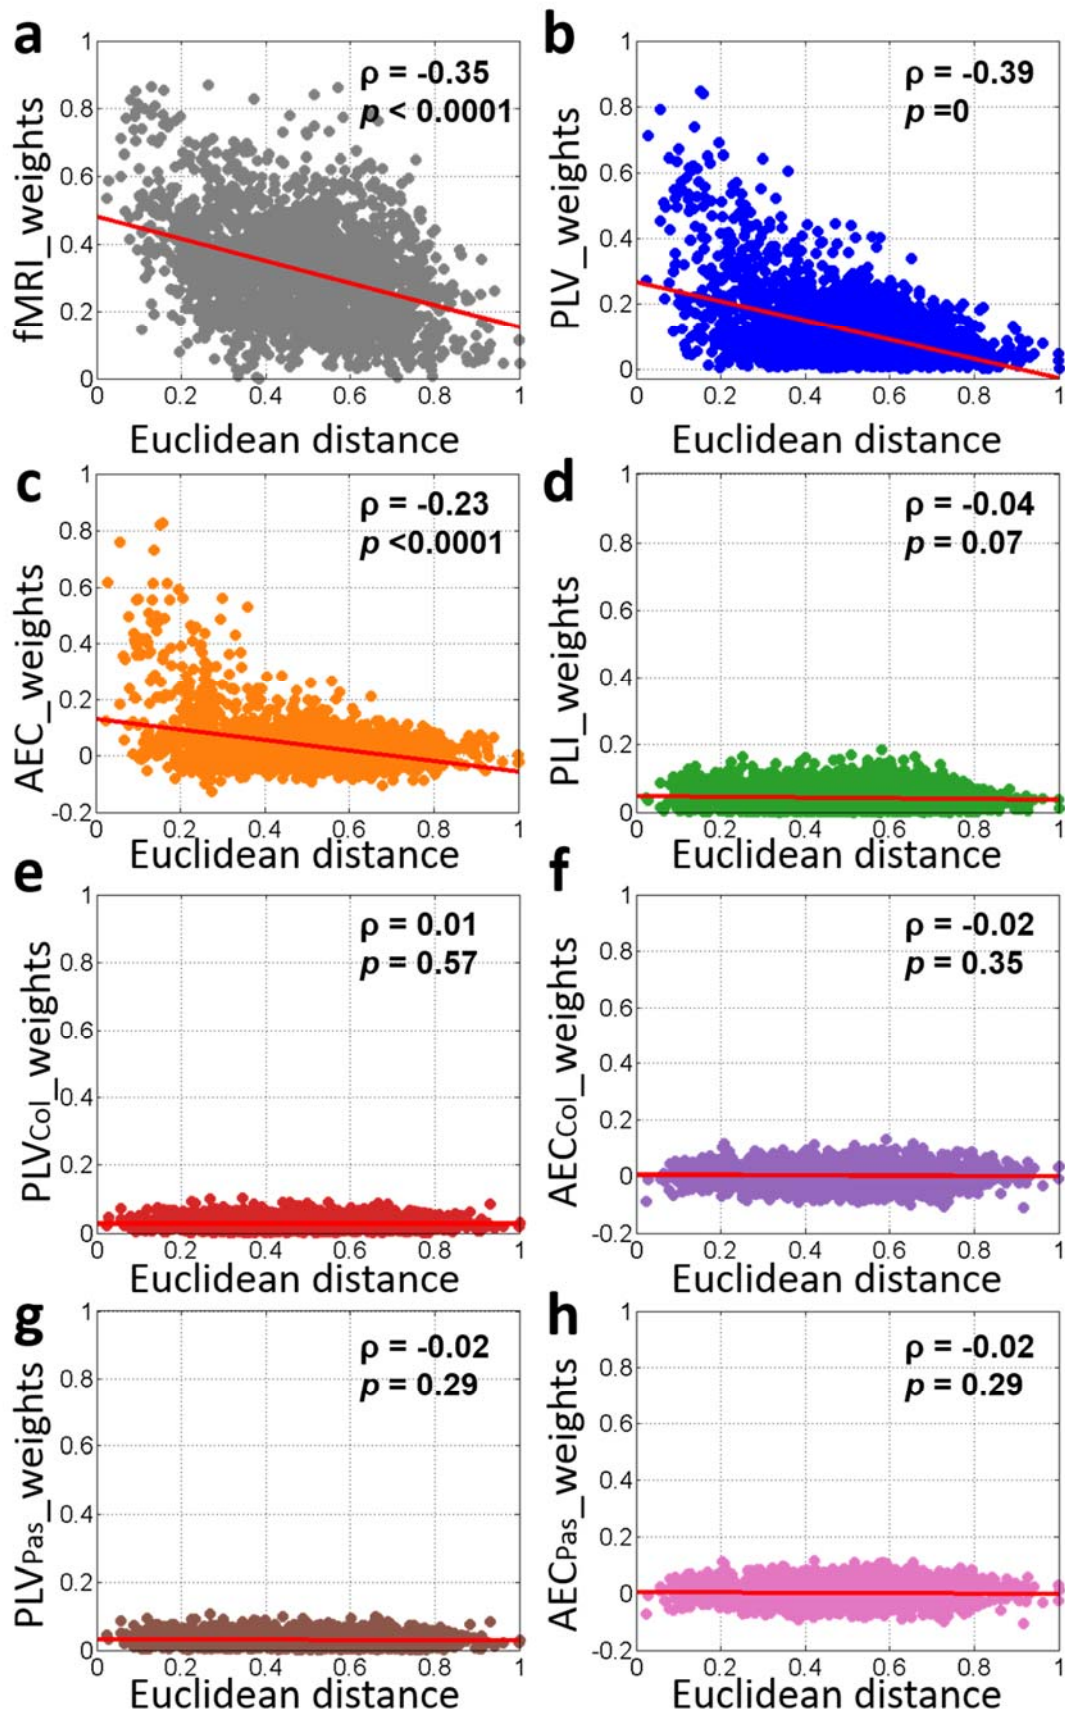 a
ρ = -0.35
p < 0.0001
fMRI_weights
1
0.8
0.6
0.4
0.2
0
0 0.2 0.4 0.6 0.8 1
Euclidean distance
b
ρ = -0.39
p =0
PLV_weights
1
0.8
0.6
0.4
0.2
0
0 0.2 0.4 0.6 0.8 1
Euclidean distance
c
ρ = -0.23
p <0.0001
AEC_weights
1
0.8
0.6
0.4
0.2
0
-0.2
0 0.2 0.4 0.6 0.8 1
Euclidean distance
d
ρ = -0.04
p = 0.07
PLI_weights
1
0.8
0.6
0.4
0.2
0
0 0.2 0.4 0.6 0.8 1
Euclidean distance
e
ρ = 0.01
p = 0.57
PLVCol_weights
1
0.8
0.6
0.4
0.2
0
0 0.2 0.4 0.6 0.8 1
Euclidean distance
f
ρ = -0.02
p = 0.35
AECCol_weights
1
0.8
0.6
0.4
0.2
0
-0.2
0 0.2 0.4 0.6 0.8 1
Euclidean distance
g
ρ = -0.02
p = 0.29
PLVPas_weights
1
0.8
0.6
0.4
0.2
0
0 0.2 0.4 0.6 0.8 1
Euclidean distance
h
ρ = -0.02
p = 0.29
AECPas_weights
1
0.8
0.6
0.4
0.2
0
-0.2
0 0.2 0.4 0.6 0.8 1
Euclidean distance